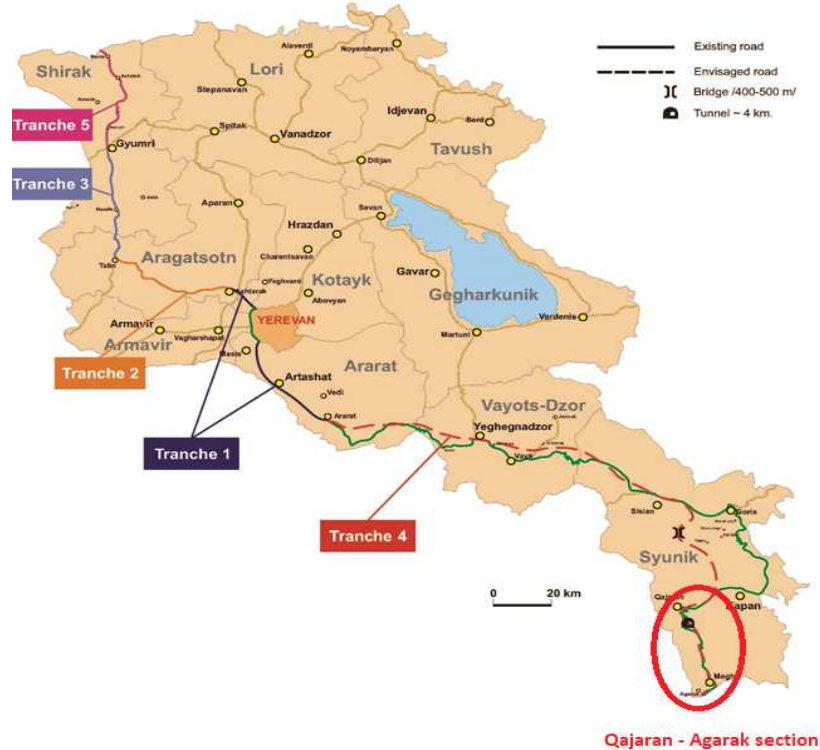 Existing road
Envisaged road
Bridge /400-500 m/
Tunnel ~ 4 km.
Shirak
Lori
Alaverdi
Noyemberyan
Stepanavan
Tranche 5
Gyumri
Spitak
Vanadzor
Idjevan
Berd
Tavush
Dilijan
Tranche 3
Aparan
Sevan
Hrazdan
Charentsavan
Aragatsotn
Talin
Kotayk
Gavar
Gegharkunik
Yeghvard
Ashtarak
Abovyan
YEREVAN
Armavir
Vagharshapat
Armavir
Vardenis
Martuni
Masis
Tranche 2
Ararat
Artashat
Vedi
Ararat
Vayots-Dzor
Yeghegnadzor
Vayk
Tranche 1
Tranche 4
Sisian
Goris
Syunik
0 20 km
Kapan
Qajaran - Agarak section